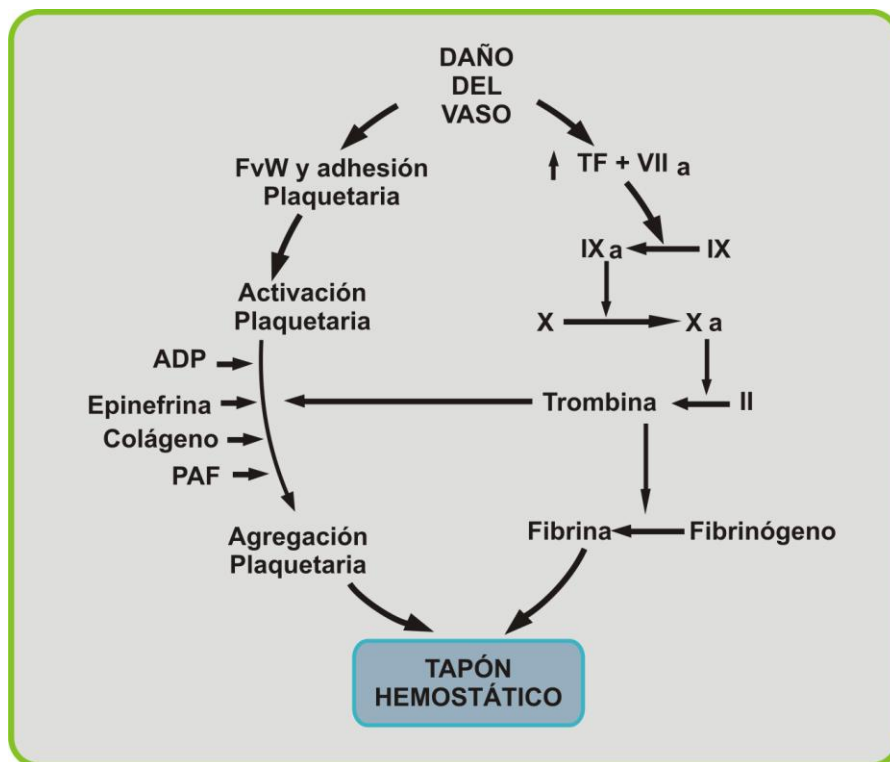 DAÑO
DEL
VASO
FvW y adhesión
Plaquetaria
TF + VII a
IX a
IX
Activación
Plaquetaria
X
X a
ADP
Epinefrina
Colágeno
PAF
Trombina
II
Agregación
Plaquetaria
Fibrina
Fibrinógeno
TAPÓN
HEMOSTÁTICO